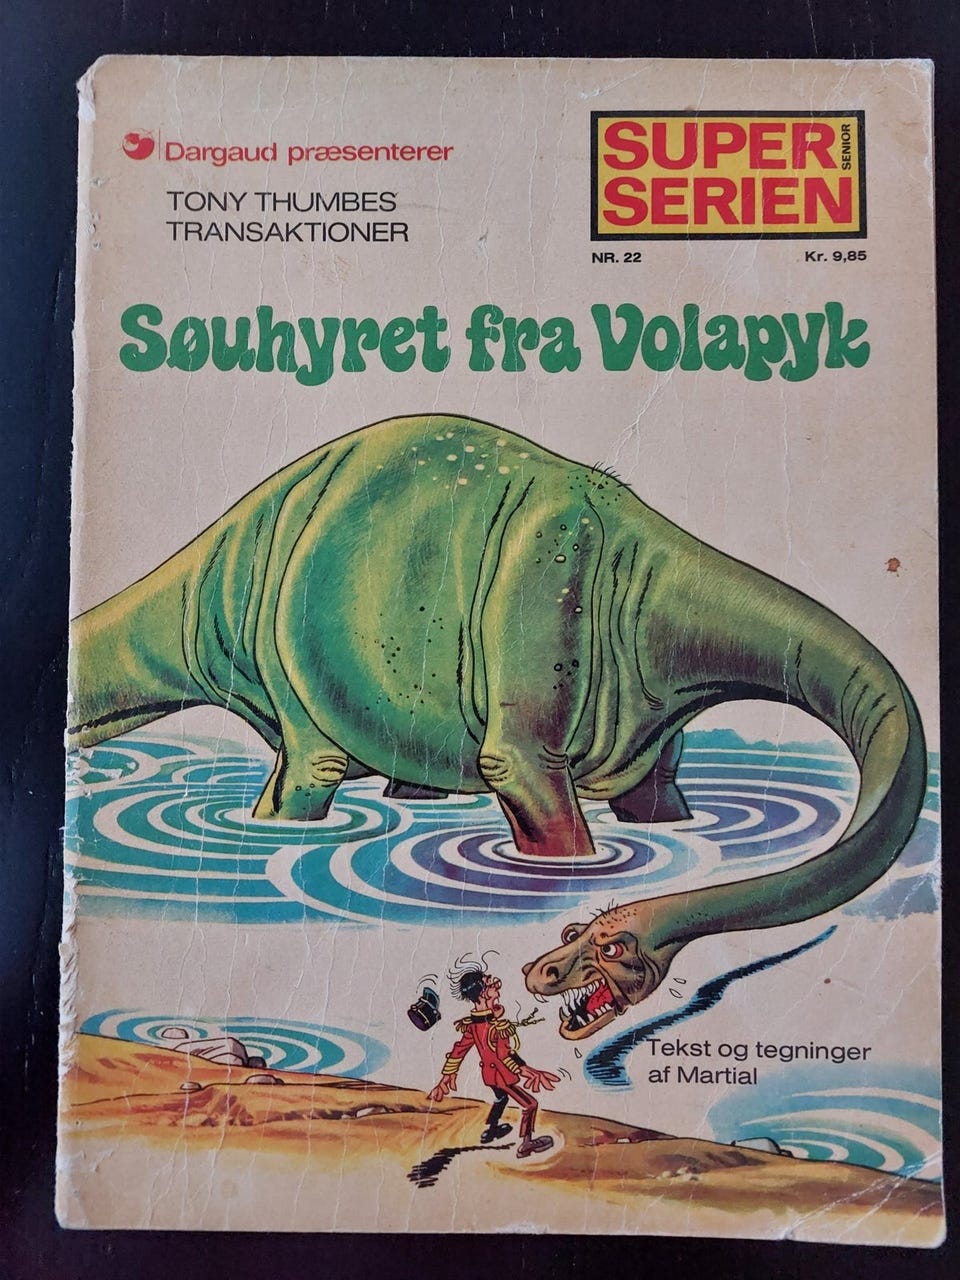 Dargaud præsenterer
TONY THUMBES
TRANSAKTIONER
SUPER
SERIEN
SENIOR
NR. 22
Kr. 9,85
Søuhyret fra Volapyk
Tekst og tegninger
af Martial